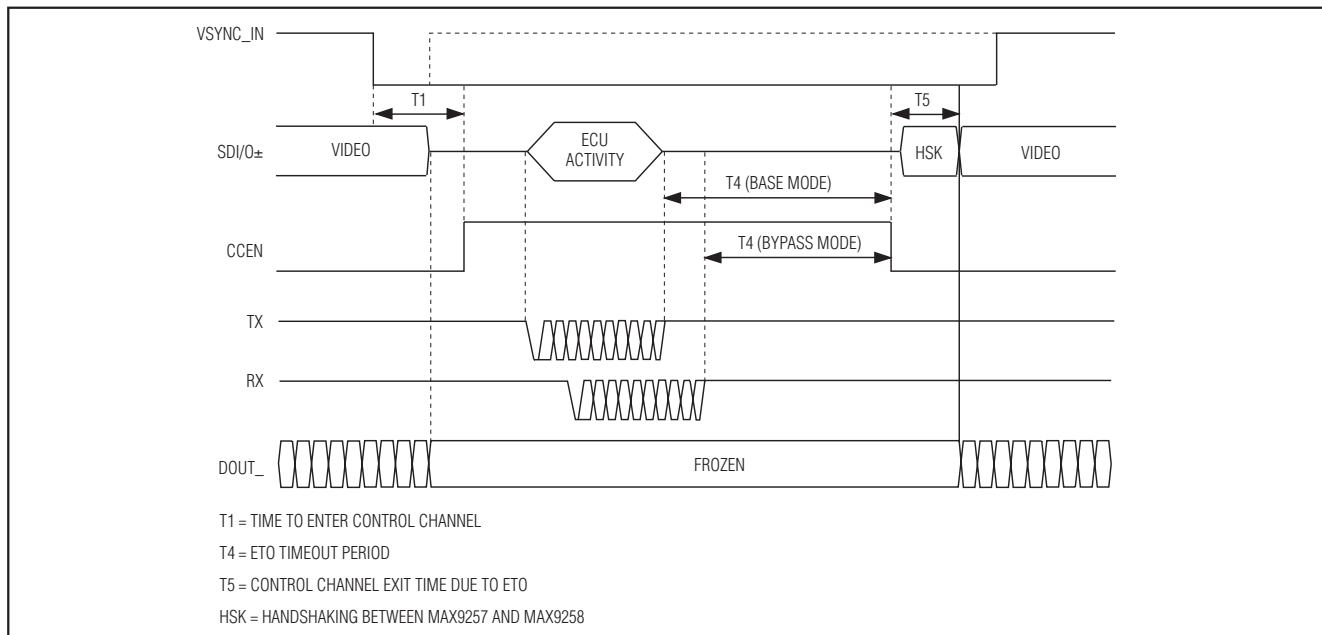 VSYNC_IN
T1
T5
SDI/O±
VIDEO
ECU
ACTIVITY
HSK
VIDEO
T4 (BASE MODE)
CCEN
T4 (BYPASS MODE)
TX
RX
DOUT_
FROZEN
T1 = TIME TO ENTER CONTROL CHANNEL
T4 = ETO TIMEOUT PERIOD
T5 = CONTROL CHANNEL EXIT TIME DUE TO ETO
HSK = HANDSHAKING BETWEEN MAX9257 AND MAX9258